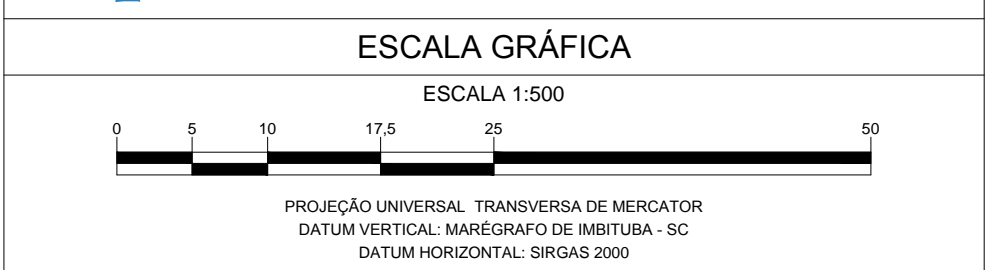 ESCALA GRÁFICA
ESCALA 1:500
0 5 10 17,5 25 50
PROJEÇÃO UNIVERSAL TRANSVERSA DE MERCATOR
DATUM VERTICAL: MARÉGRAFO DE IMBITUBA - SC
DATUM HORIZONTAL: SIRGAS 2000